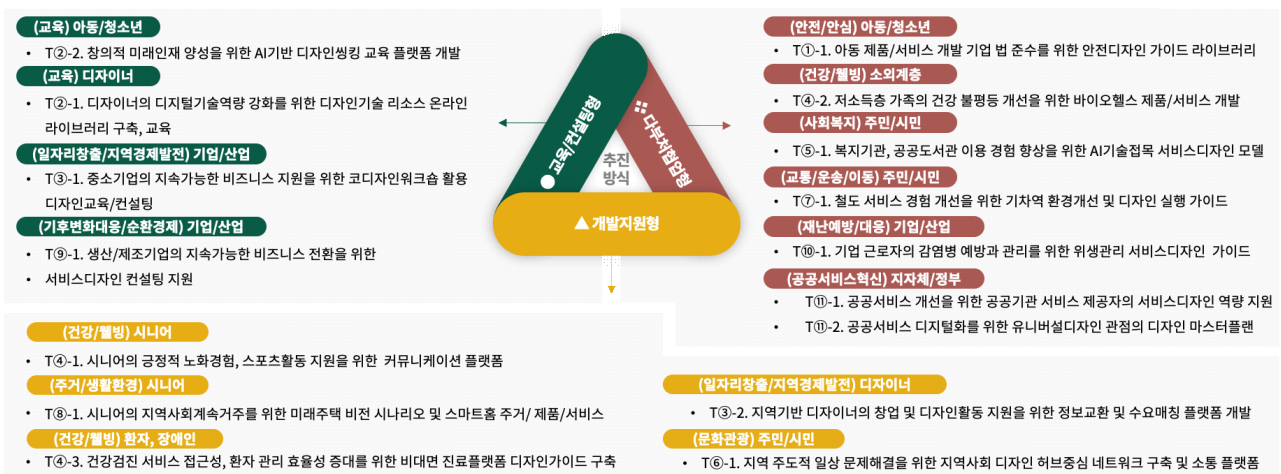 (교육) 아동/청소년
• T②-2. 창의적 미래인재 양성을 위한 AI기반 디자인씽킹 교육 플랫폼 개발
(교육) 디자이너
• T②-1. 디자이너의 디지털기술역량 강화를 위한 디자인기술 리소스 온라인
라이브러리 구축, 교육
(일자리창출/지역경제발전) 기업/산업
• T③-1. 중소기업의 지속가능한 비즈니스 지원을 위한 코디자인워크숍 활용
디자인교육/컨설팅
(기후변화대응/순환경제) 기업/산업
• T⑨-1. 생산/제조기업의 지속가능한 비즈니스 전환을 위한
• 서비스디자인 컨설팅 지원
● 교육/컨설팅형
다부처협업형
추진
방식
▲ 개발지원형
(안전/안심) 아동/청소년
• T①-1. 아동 제품/서비스 개발 기업 법 준수를 위한 안전디자인 가이드 라이브러리
(건강/웰빙) 소외계층
• T④-2. 저소득층 가족의 건강 불평등 개선을 위한 바이오헬스 제품/서비스 개발
(사회복지) 주민/시민
• T⑤-1. 복지기관, 공공도서관 이용 경험 향상을 위한 AI기술접목 서비스디자인 모델
(교통/운송/이동) 주민/시민
• T⑦-1. 철도 서비스 경험 개선을 위한 기차역 환경개선 및 디자인 실행 가이드
(재난예방/대응) 기업/산업
• T⑩-1. 기업 근로자의 감염병 예방과 관리를 위한 위생관리 서비스디자인 가이드
(공공서비스혁신) 지자체/정부
• T⑪-1. 공공서비스 개선을 위한 공공기관 서비스 제공자의 서비스디자인 역량 지원
• T⑪-2. 공공서비스 디지털화를 위한 유니버설디자인 관점의 디자인 마스터플랜
(건강/웰빙) 시니어
• T④-1. 시니어의 긍정적 노화경험, 스포츠활동 지원을 위한 커뮤니케이션 플랫폼
(주거/생활환경) 시니어
• T⑧-1. 시니어의 지역사회계속거주를 위한 미래주택 비전 시나리오 및 스마트홈 주거/ 제품/서비스
(건강/웰빙) 환자, 장애인
• T④-3. 건강검진 서비스 접근성, 환자 관리 효율성 증대를 위한 비대면 진료플랫폼 디자인가이드 구축
(일자리창출/지역경제발전) 디자이너
• T③-2. 지역기반 디자이너의 창업 및 디자인활동 지원을 위한 정보교환 및 수요매칭 플랫폼 개발
(문화관광) 주민/시민
• T⑥-1. 지역 주도적 일상 문제해결을 위한 지역사회 디자인 허브중심 네트워크 구축 및 소통 플랫폼